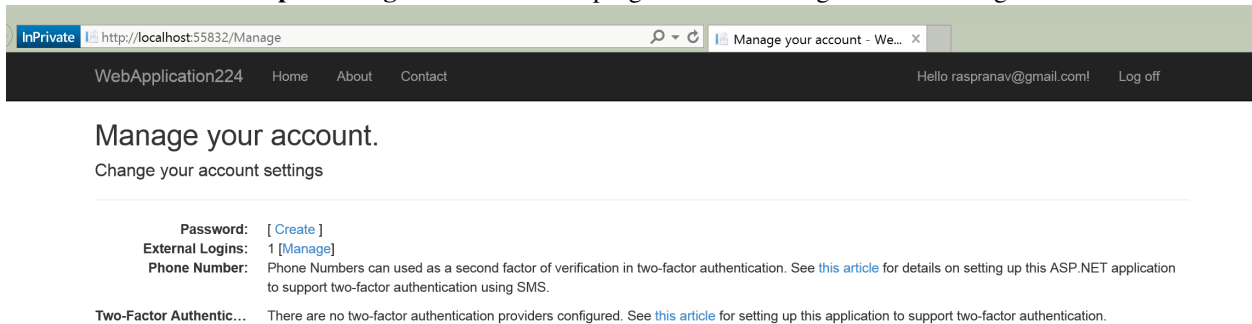 InPrivate http://localhost:55832/Manage Manage your account - We... ×
WebApplication224 Home About Contact Hello raspranav@gmail.com! Log off
Manage your account.
Change your account settings
Password: [ Create ]
External Logins: 1 [Manage]
Phone Number: Phone Numbers can used as a second factor of verification in two-factor authentication. See this article for details on setting up this ASP.NET application
to support two-factor authentication using SMS.
Two-Factor Authentic... There are no two-factor authentication providers configured. See this article for setting up this application to support two-factor authentication.